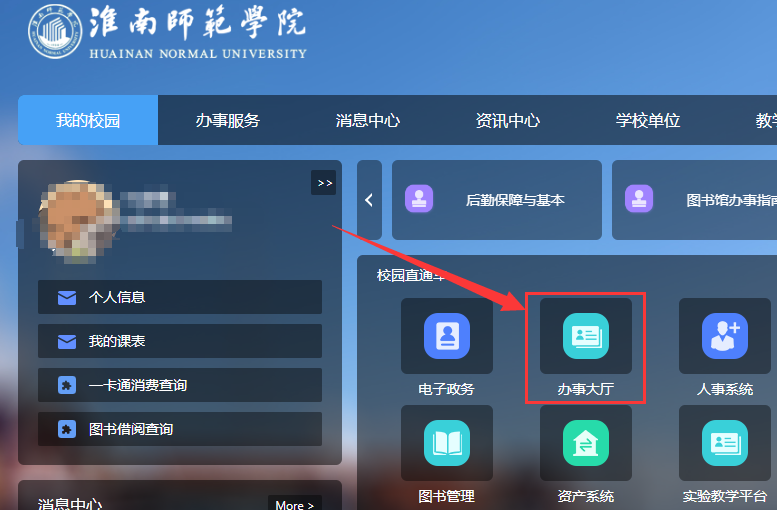 淮南師範學院
HUAINAN NORMAL UNIVERSITY
我的校园 办事服务 消息中心 资讯中心 学校单位
>>
后勤保障与基本
图书馆办事指南
校园直通车
个人信息
我的课表
一卡通消费查询
图书借阅查询
电子政务 办事大厅 人事系统
图书管理 资产系统 实验教学平台
消息中心 More >